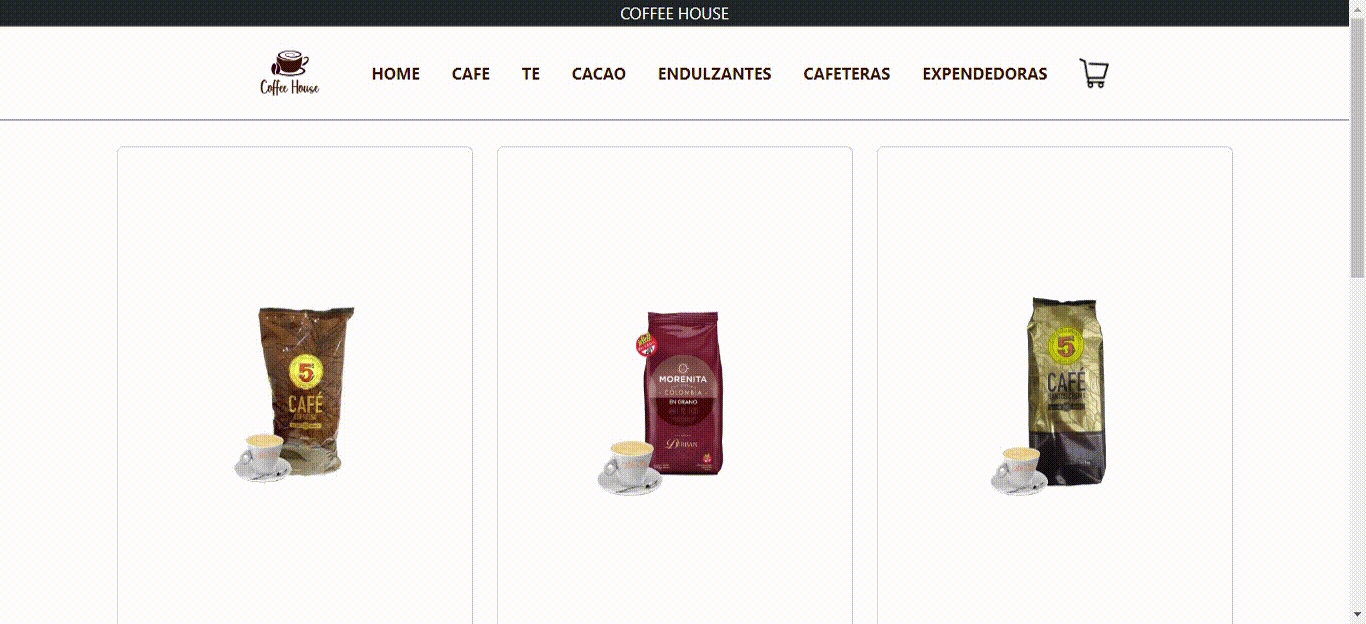 COFFEE HOUSE
Coffee House
HOME CAFE TE CACAO ENDULZANTES CAFETERAS EXPENDEDORAS
5
CAFÉ
MORENITA
COLOMBIA
EN GRANO
5
CAFÉ